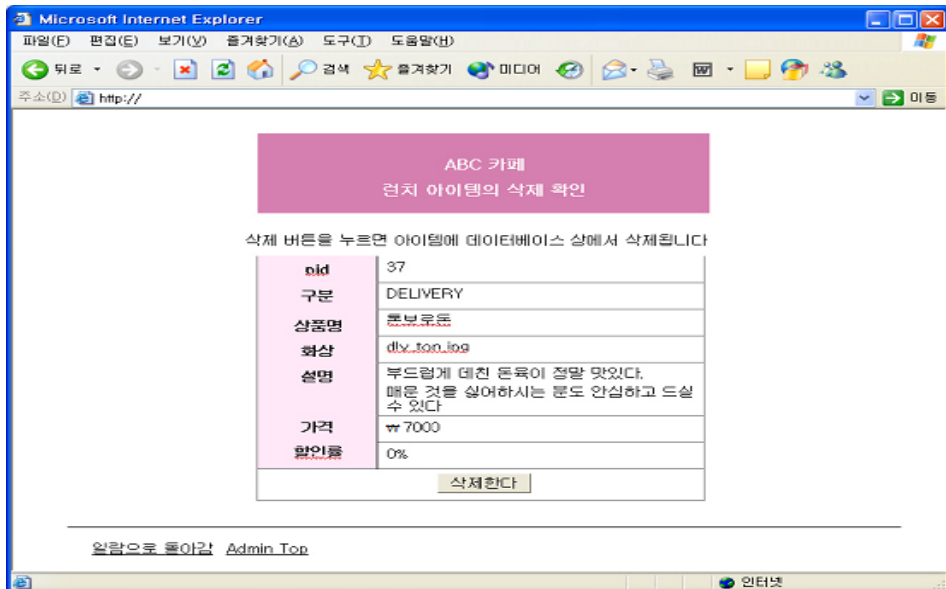 Microsoft Internet Explorer
파일(F) 편집(E) 보기(V) 즐겨찾기(A) 도구(T) 도움말(H)
뒤로 검색 즐겨찾기 미디어
주소(D) http:// 이동
ABC 카페
런치 아이템의 삭제 확인
삭제 버튼을 누르면 아이템에 데이터베이스 상에서 삭제됩니다
pid 37
구분 DELIVERY
상품명 톤보로돈
화상 dly_ton.jpg
설명 부드럽게 데친 돈육이 정말 맛있다.
매운 것을 싫어하시는 분도 안심하고 드실
수 있다
가격 ₩7000
할인률 0%
삭제한다
일람으로 돌아감 Admin Top
인터넷